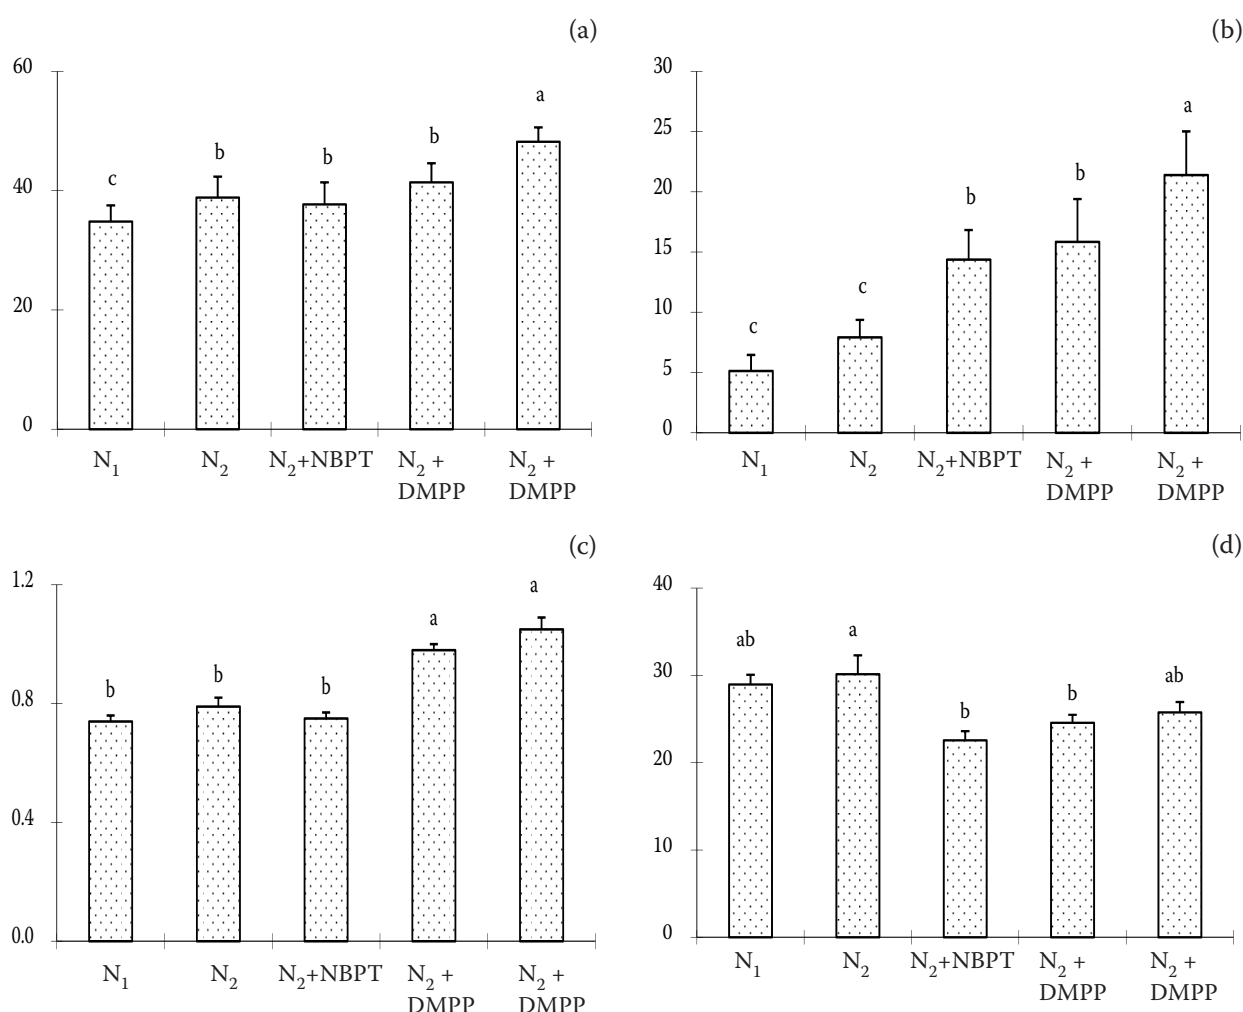 (a)
60
40
20
0
c
b
b
b
a
N₁ N₂ N₂+NBPT N₂ + N₂ +
DMPP DMPP
(b)
30
25
20
15
10
5
0
c
c
b
b
a
N₁ N₂ N₂+NBPT N₂ + N₂ +
DMPP DMPP
(c)
1.2
0.8
0.4
0.0
b
b
b
a
a
N₁ N₂ N₂+NBPT N₂ + N₂ +
DMPP DMPP
(d)
40
30
20
10
0
ab
a
b
b
ab
N₁ N₂ N₂+NBPT N₂ + N₂ +
DMPP DMPP